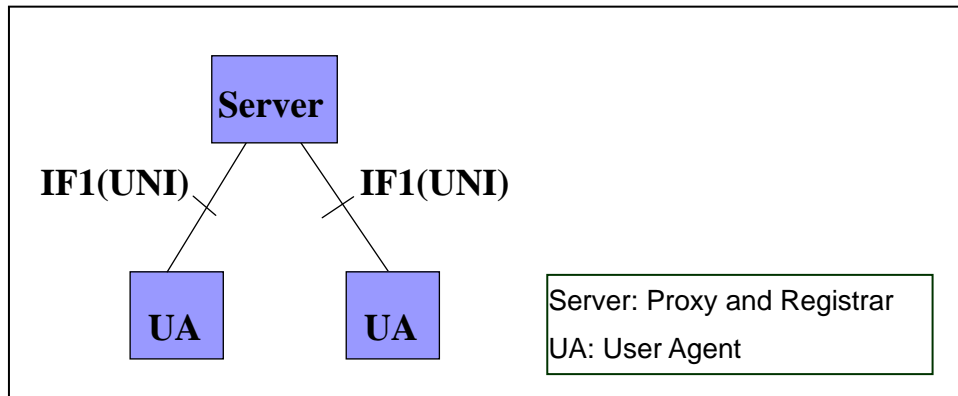 Server
IF1(UNI)
IF1(UNI)
UA
UA
Server: Proxy and Registrar
UA: User Agent